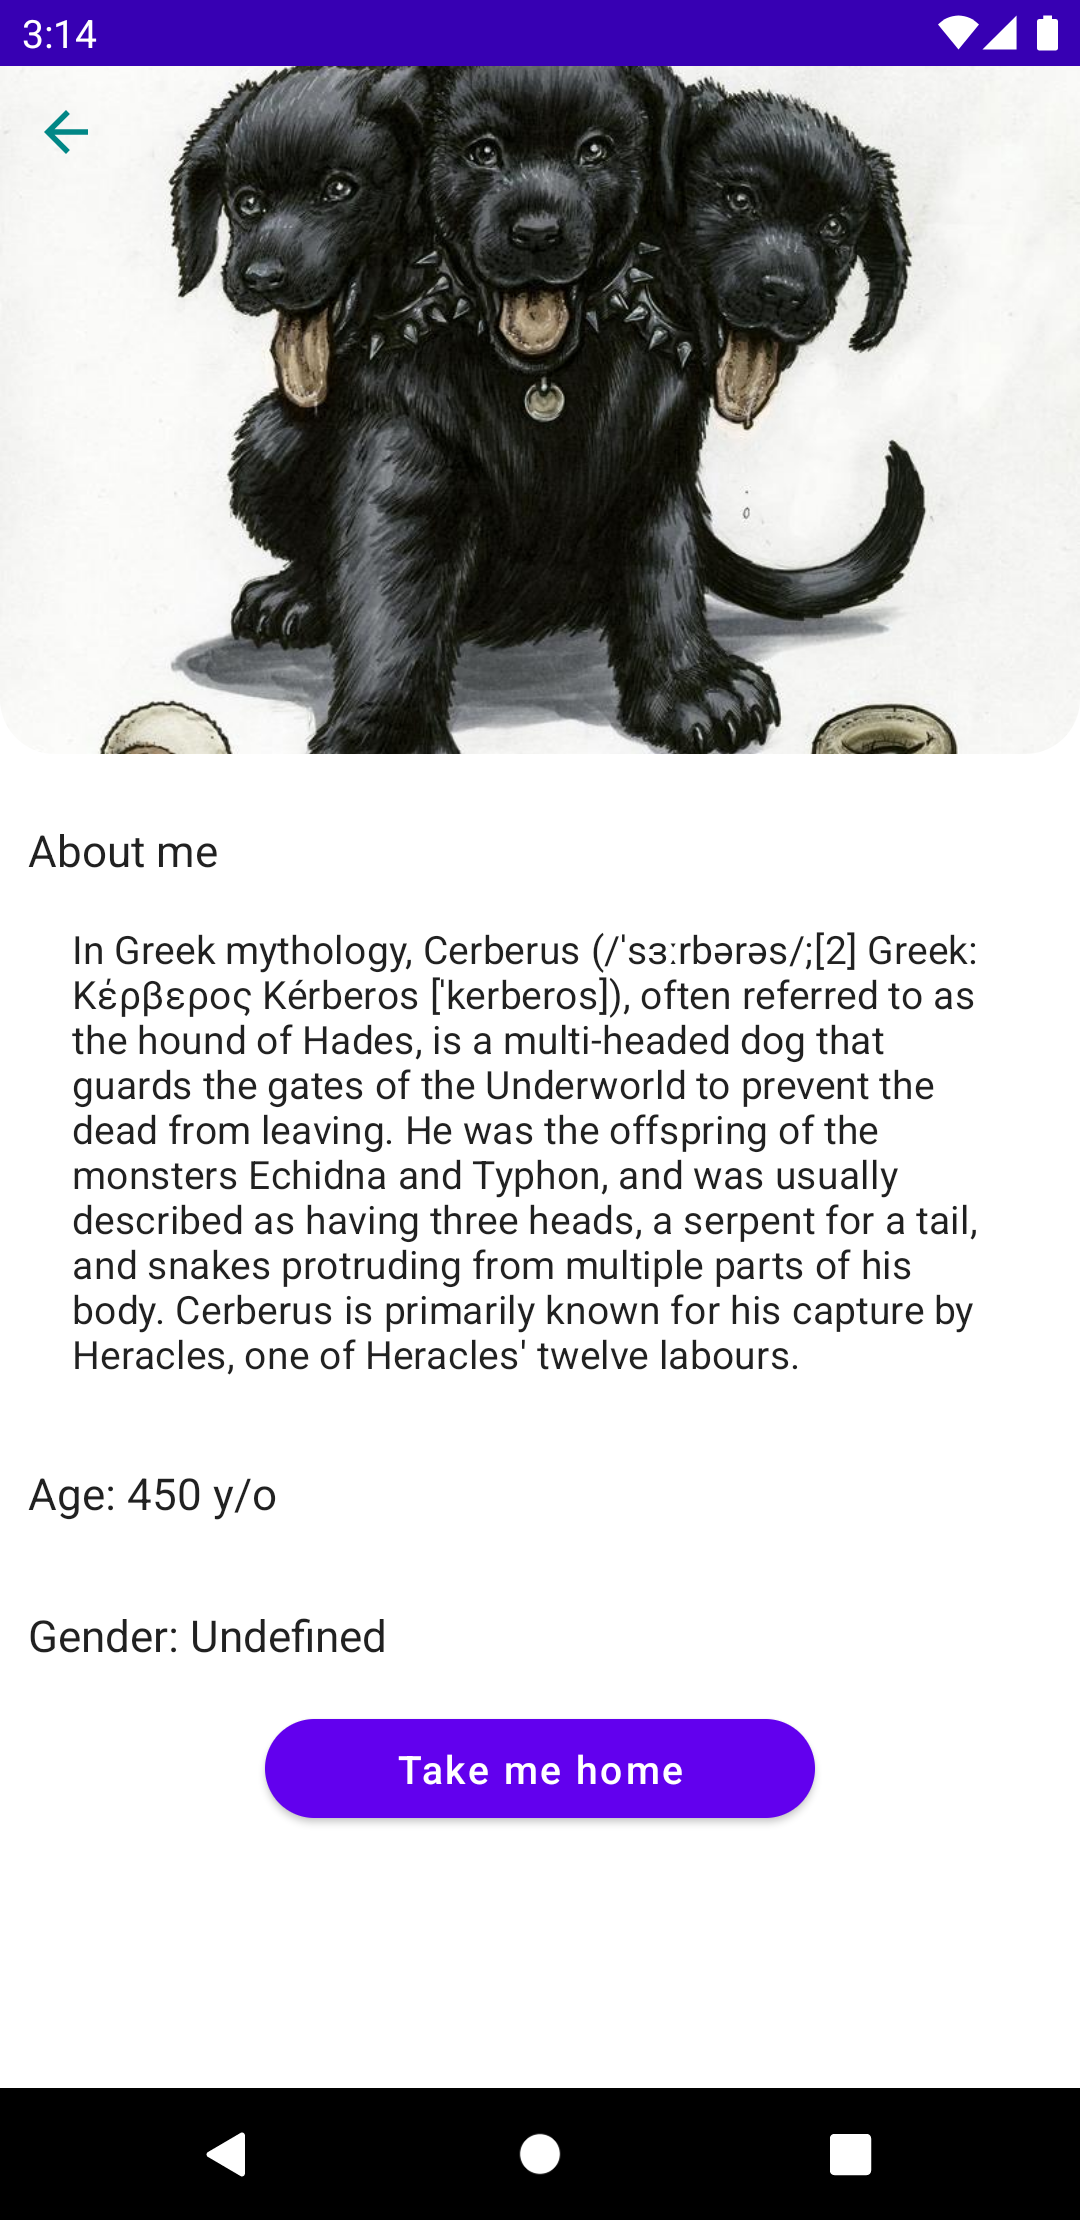 3:14
About me
In Greek mythology, Cerberus (/ˈsɜːrbərəs/;[2] Greek:
Κέρβερος Kérberos [ˈkerberos]), often referred to as
the hound of Hades, is a multi-headed dog that
guards the gates of the Underworld to prevent the
dead from leaving. He was the offspring of the
monsters Echidna and Typhon, and was usually
described as having three heads, a serpent for a tail,
and snakes protruding from multiple parts of his
body. Cerberus is primarily known for his capture by
Heracles, one of Heracles' twelve labours.
Age: 450 y/o
Gender: Undefined
Take me home